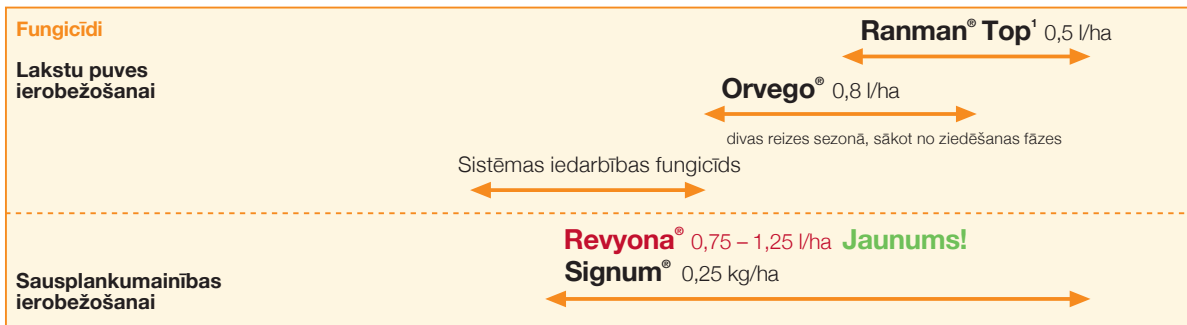 Fungicīdi
Lakstu puves
ierobežošanai
Ranman® Top¹ 0,5 l/ha
Orvego® 0,8 l/ha
divas reizes sezonā, sākot no ziedēšanas fāzes
Sistēmas iedarbības fungicīds
Revyona® 0,75 – 1,25 l/ha Jaunums!
Signum® 0,25 kg/ha
Sausplankumainības
ierobežošanai